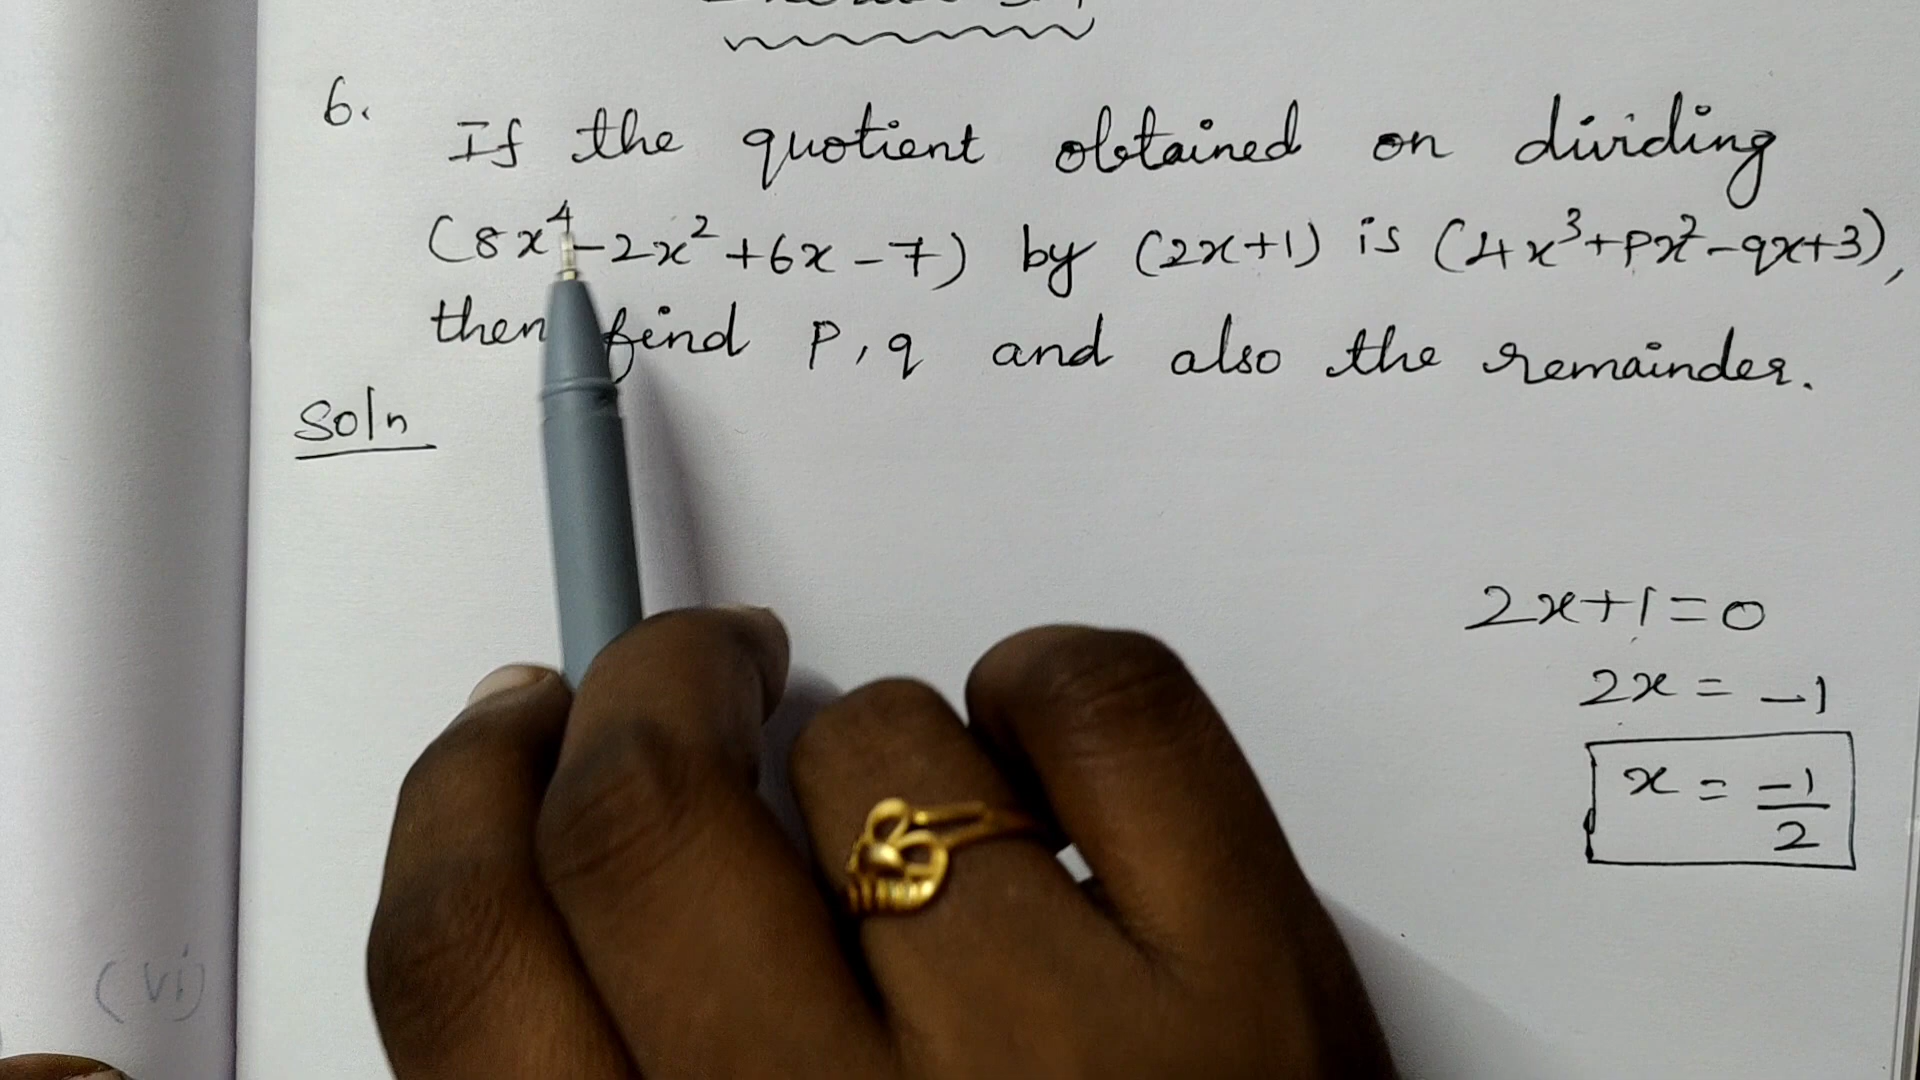 6.
If the quotient obtained on dividing
(8x⁴-2x²+6x-7) by (2x+1) is (4x³+px²-qx+3),
then find P, q and also the remainder.
Soln
2x+1=0
2x = -1
x = -1/2
(vi)